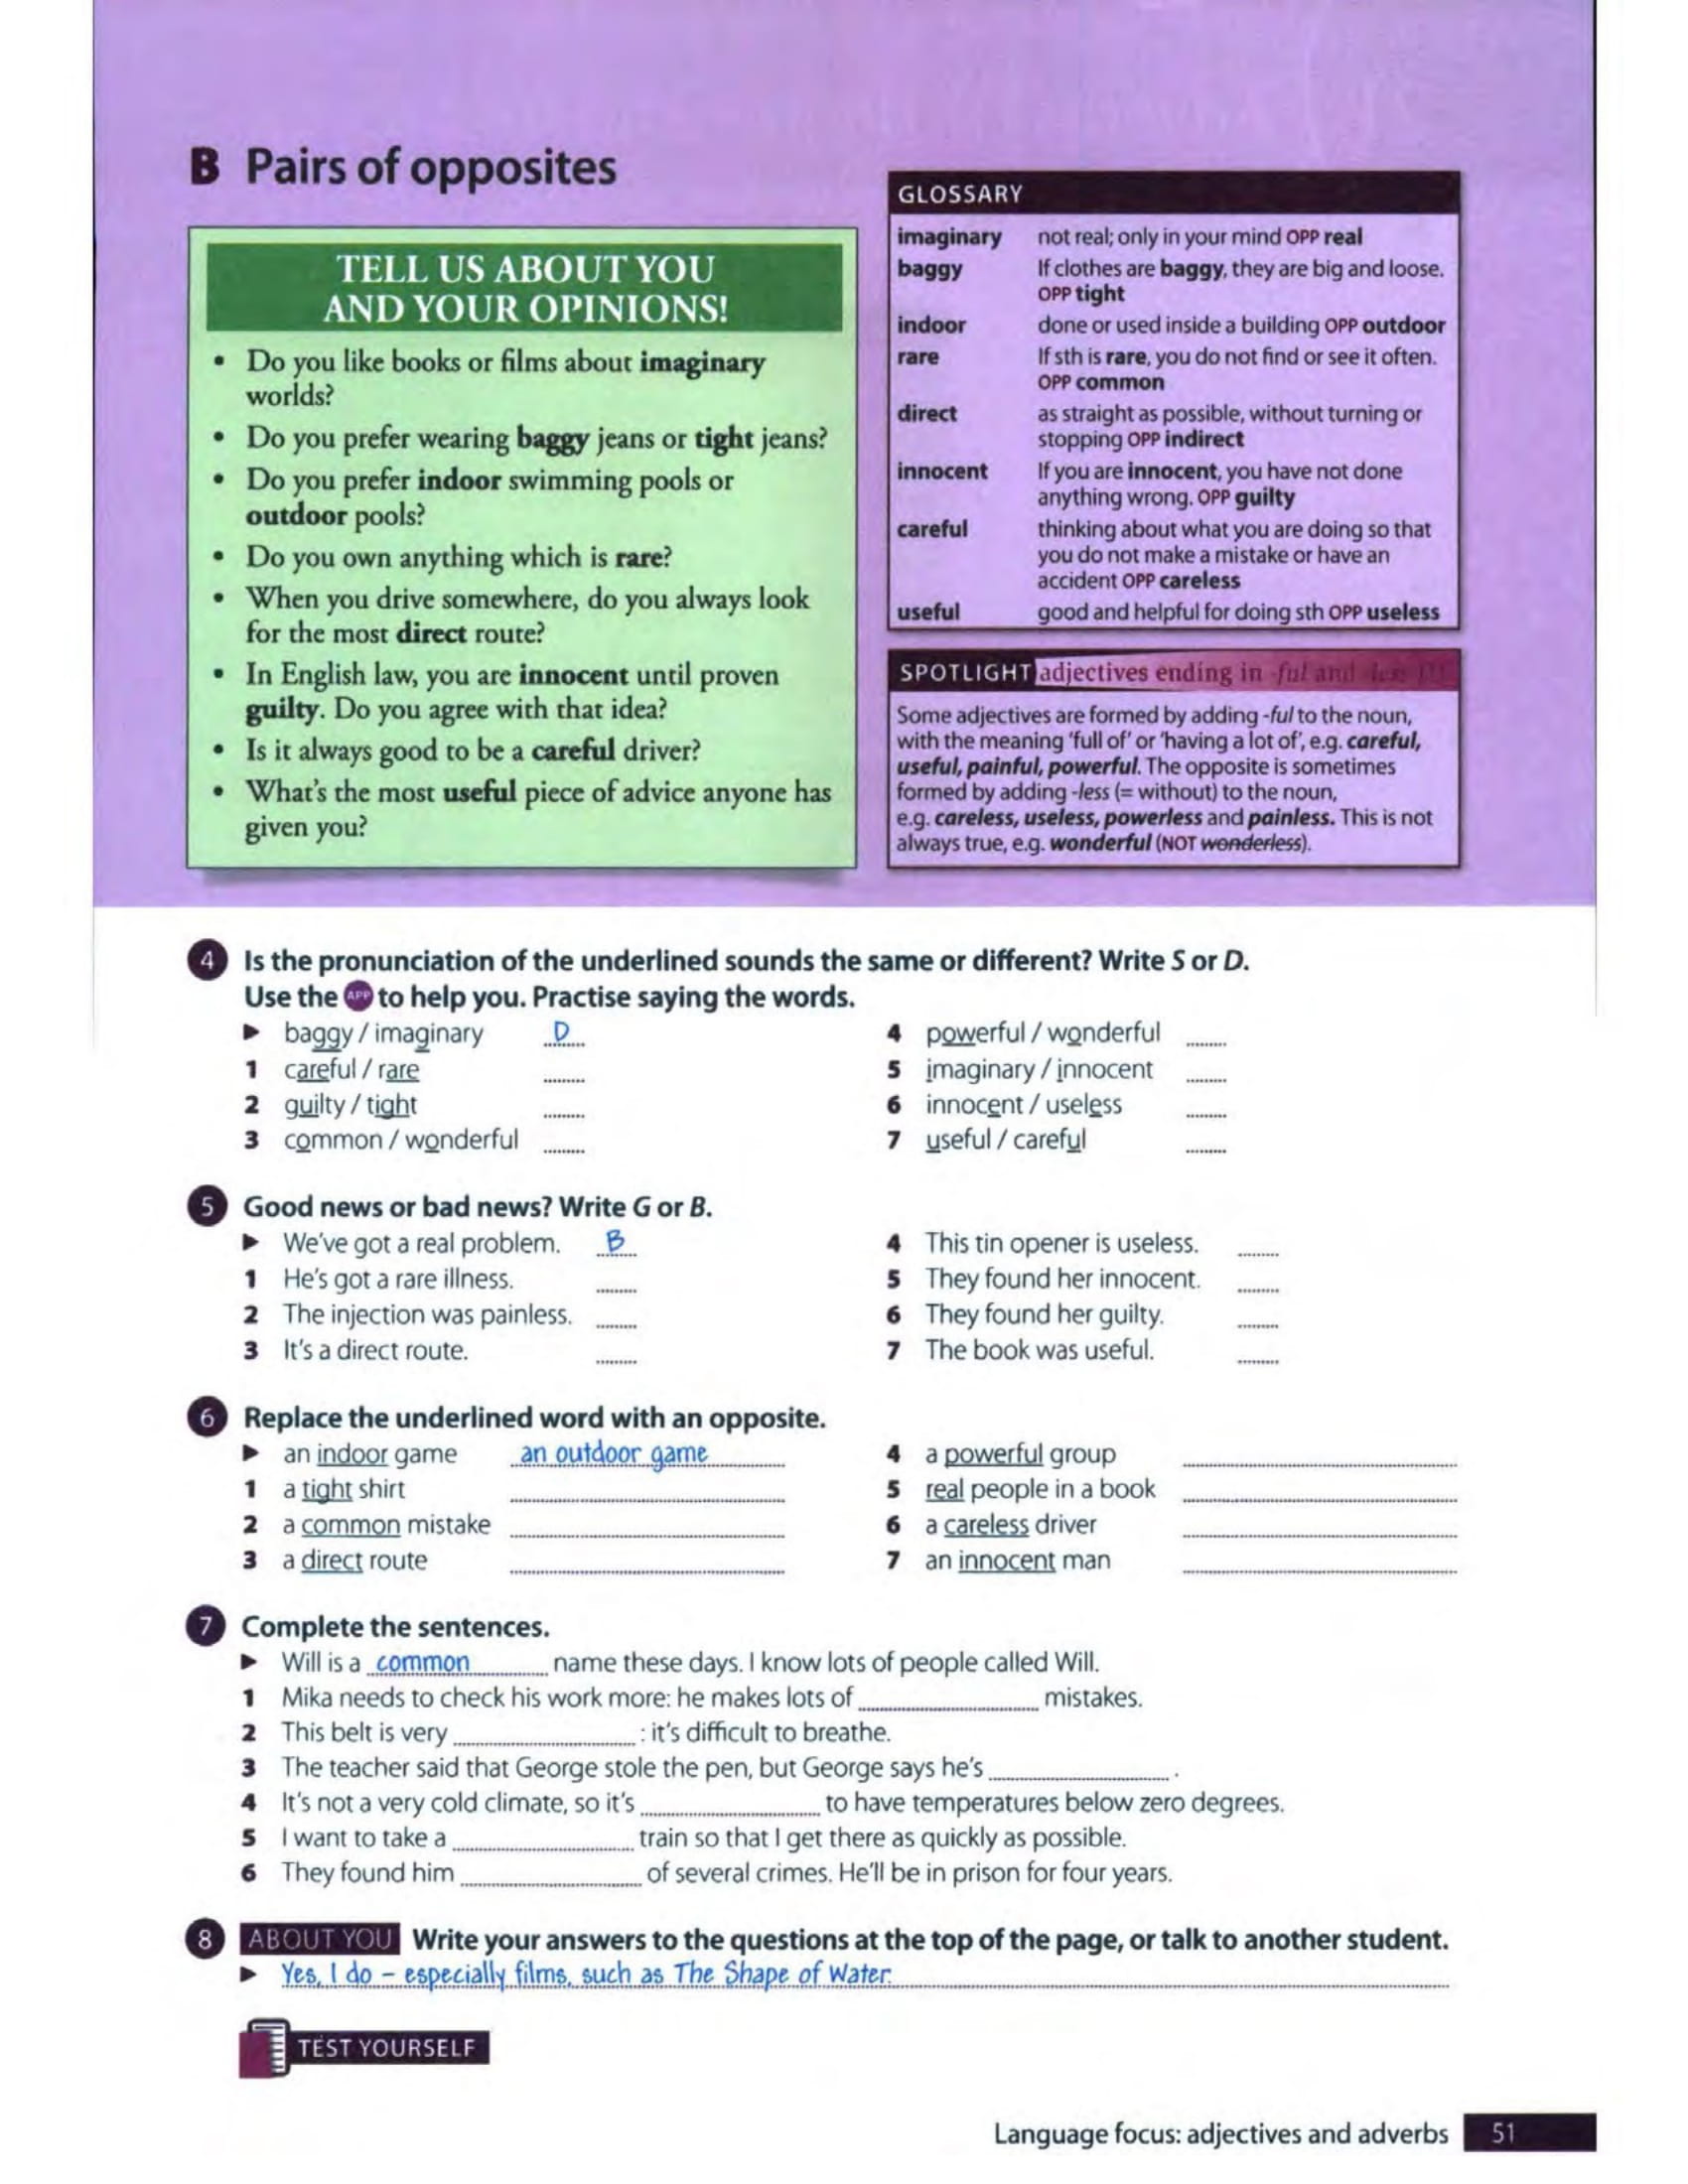 B Pairs of opposites
TELL US ABOUT YOU
AND YOUR OPINIONS!
• Do you like books or films about imaginary
worlds?
• Do you prefer wearing baggy jeans or tight jeans?
• Do you prefer indoor swimming pools or
outdoor pools?
• Do you own anything which is rare?
• When you drive somewhere, do you always look
for the most direct route?
• In English law, you are innocent until proven
guilty. Do you agree with that idea?
• Is it always good to be a careful driver?
• What's the most useful piece of advice anyone has
given you?
GLOSSARY
imaginary not real; only in your mind OPP real
baggy If clothes are baggy, they are big and loose.
OPP tight
indoor done or used inside a building OPP outdoor
rare If sth is rare, you do not find or see it often.
OPP common
direct as straight as possible, without turning or
stopping OPP indirect
innocent If you are innocent, you have not done
anything wrong. OPP guilty
careful thinking about what you are doing so that
you do not make a mistake or have an
accident OPP careless
useful good and helpful for doing sth OPP useless
SPOTLIGHT adjectives ending in -ful and
Some adjectives are formed by adding -ful to the noun,
with the meaning 'full of' or 'having a lot of', e.g. careful,
useful, painful, powerful. The opposite is sometimes
formed by adding -less (= without) to the noun,
e.g. careless, useless, powerless and painless. This is not
always true, e.g. wonderful (NOT wonderless).
4 Is the pronunciation of the underlined sounds the same or different? Write S or D.
Use the APP to help you. Practise saying the words.
► baggy / imaginary D
1 careful / rare
2 guilty / tight
3 common / wonderful
4 powerful / wonderful
5 imaginary / innocent
6 innocent / useless
7 useful / careful
5 Good news or bad news? Write G or B.
► We've got a real problem. B
1 He's got a rare illness.
2 The injection was painless.
3 It's a direct route.
4 This tin opener is useless.
5 They found her innocent.
6 They found her guilty.
7 The book was useful.
6 Replace the underlined word with an opposite.
► an indoor game an outdoor game
1 a tight shirt
2 a common mistake
3 a direct route
4 a powerful group
5 real people in a book
6 a careless driver
7 an innocent man
7 Complete the sentences.
► Will is a common name these days. I know lots of people called Will.
1 Mika needs to check his work more: he makes lots of mistakes.
2 This belt is very : it's difficult to breathe.
3 The teacher said that George stole the pen, but George says he's .
4 It's not a very cold climate, so it's to have temperatures below zero degrees.
5 I want to take a train so that I get there as quickly as possible.
6 They found him of several crimes. He'll be in prison for four years.
8 ABOUT YOU Write your answers to the questions at the top of the page, or talk to another student.
► Yes, I do – especially films, such as The Shape of Water.
TEST YOURSELF
Language focus: adjectives and adverbs 51